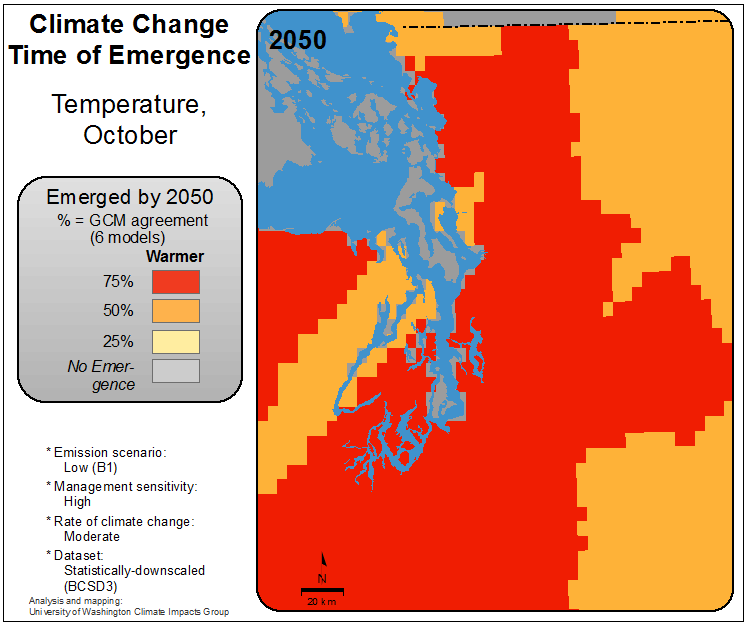 Climate Change
Time of Emergence
Temperature,
October
Emerged by 2050
% = GCM agreement
(6 models)
Warmer
75%
50%
25%
No Emer-
gence
* Emission scenario:
Low (B1)
* Management sensitivity:
High
* Rate of climate change:
Moderate
* Dataset:
Statistically-downscaled
(BCSD3)
Analysis and mapping:
University of Washington Climate Impacts Group
2050
N
20 km